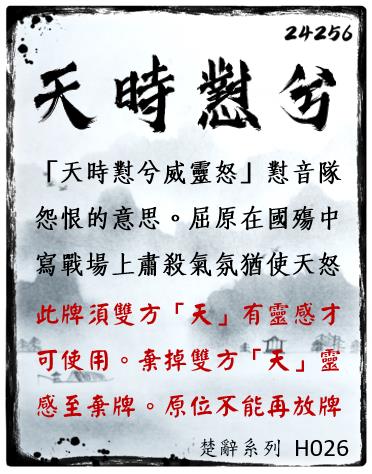 24256
天時懟兮
「天時懟兮威靈怒」懟音隊
怨恨的意思。屈原在國殤中
寫戰場上肅殺氣氛猶使天怒
此牌須雙方「天」有靈感才
可使用。棄掉雙方「天」靈
感至棄牌。原位不能再放牌
楚辭系列 H026